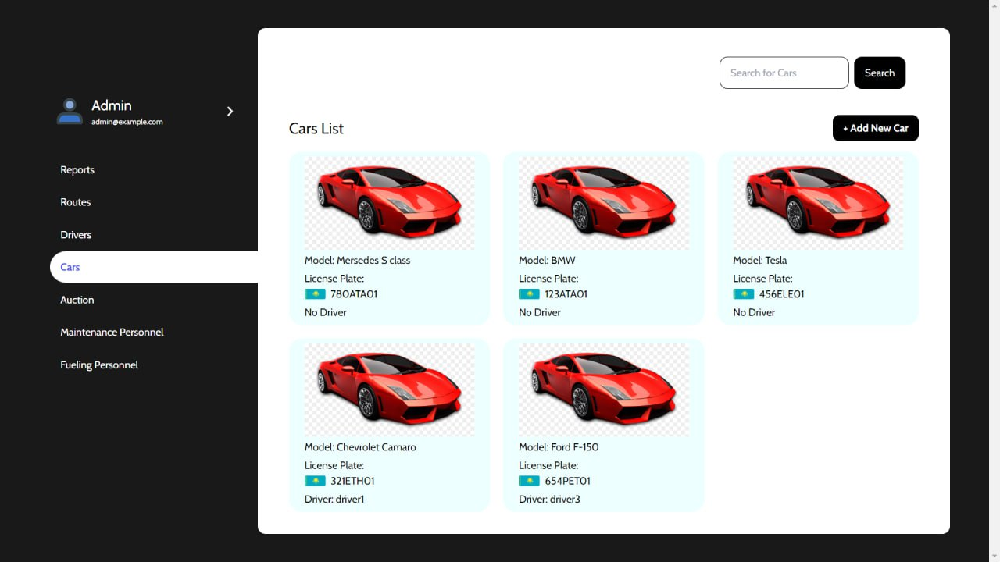 Search for Cars
Search
Admin
admin@example.com
Reports
Routes
Drivers
Cars
Auction
Maintenance Personnel
Fueling Personnel
Cars List
+ Add New Car
Model: Mersedes S class
License Plate:
780ATA01
No Driver
Model: BMW
License Plate:
123ATA01
No Driver
Model: Tesla
License Plate:
456ELE01
No Driver
Model: Chevrolet Camaro
License Plate:
321ETH01
Driver: driver1
Model: Ford F-150
License Plate:
654PET01
Driver: driver3